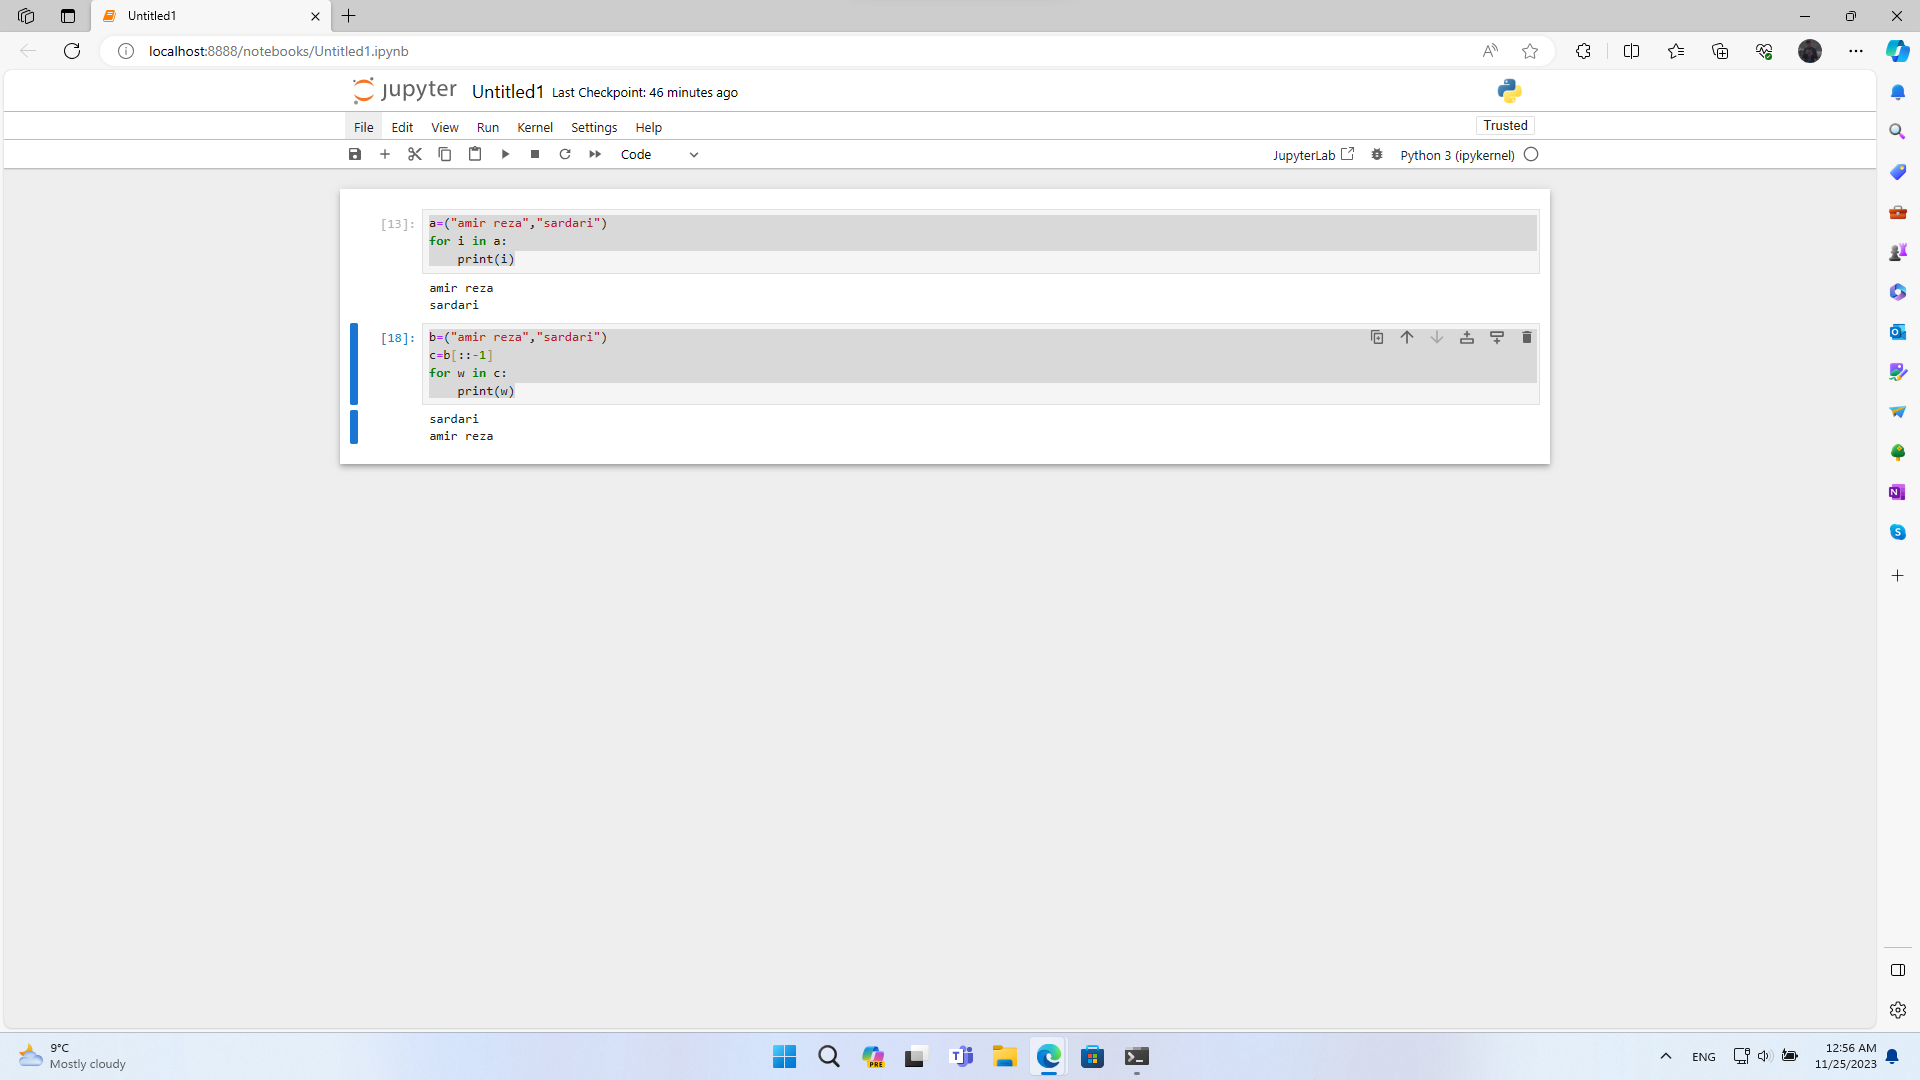 Untitled1
localhost:8888/notebooks/Untitled1.ipynb
jupyter Untitled1 Last Checkpoint: 46 minutes ago
File Edit View Run Kernel Settings Help Trusted
Code JupyterLab Python 3 (ipykernel)
[13]: a=("amir reza","sardari")
for i in a:
    print(i)
amir reza
sardari
[18]: b=("amir reza","sardari")
c=b[::-1]
for w in c:
    print(w)
sardari
amir reza
9°C
Mostly cloudy
PRE
ENG
12:56 AM
11/25/2023